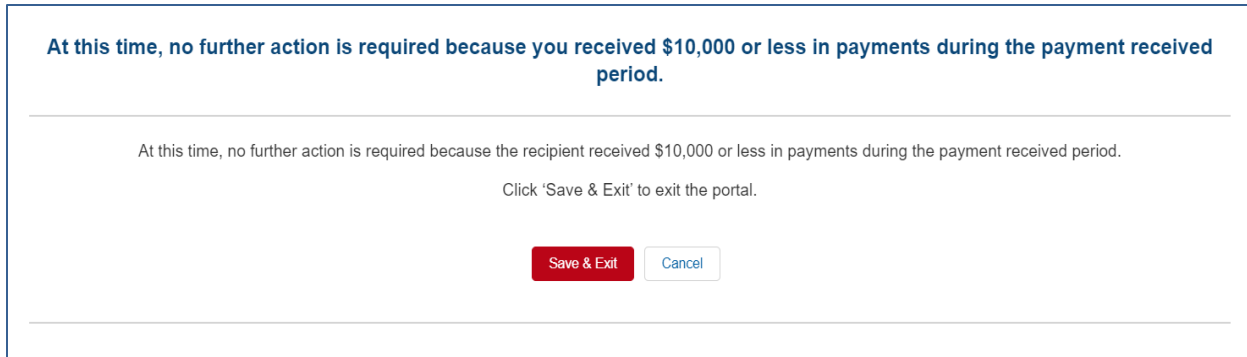 At this time, no further action is required because you received $10,000 or less in payments during the payment received
period.
At this time, no further action is required because the recipient received $10,000 or less in payments during the payment received period.
Click ‘Save & Exit’ to exit the portal.
Save & Exit
Cancel